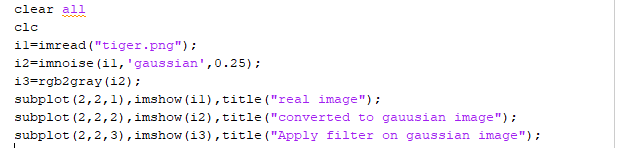 clear all
clc
i1=imread("tiger.png");
i2=imnoise(i1,'gaussian',0.25);
i3=rgb2gray(i2);
subplot(2,2,1),imshow(i1),title("real image");
subplot(2,2,2),imshow(i2),title("converted to gauusian image");
subplot(2,2,3),imshow(i3),title("Apply filter on gaussian image");